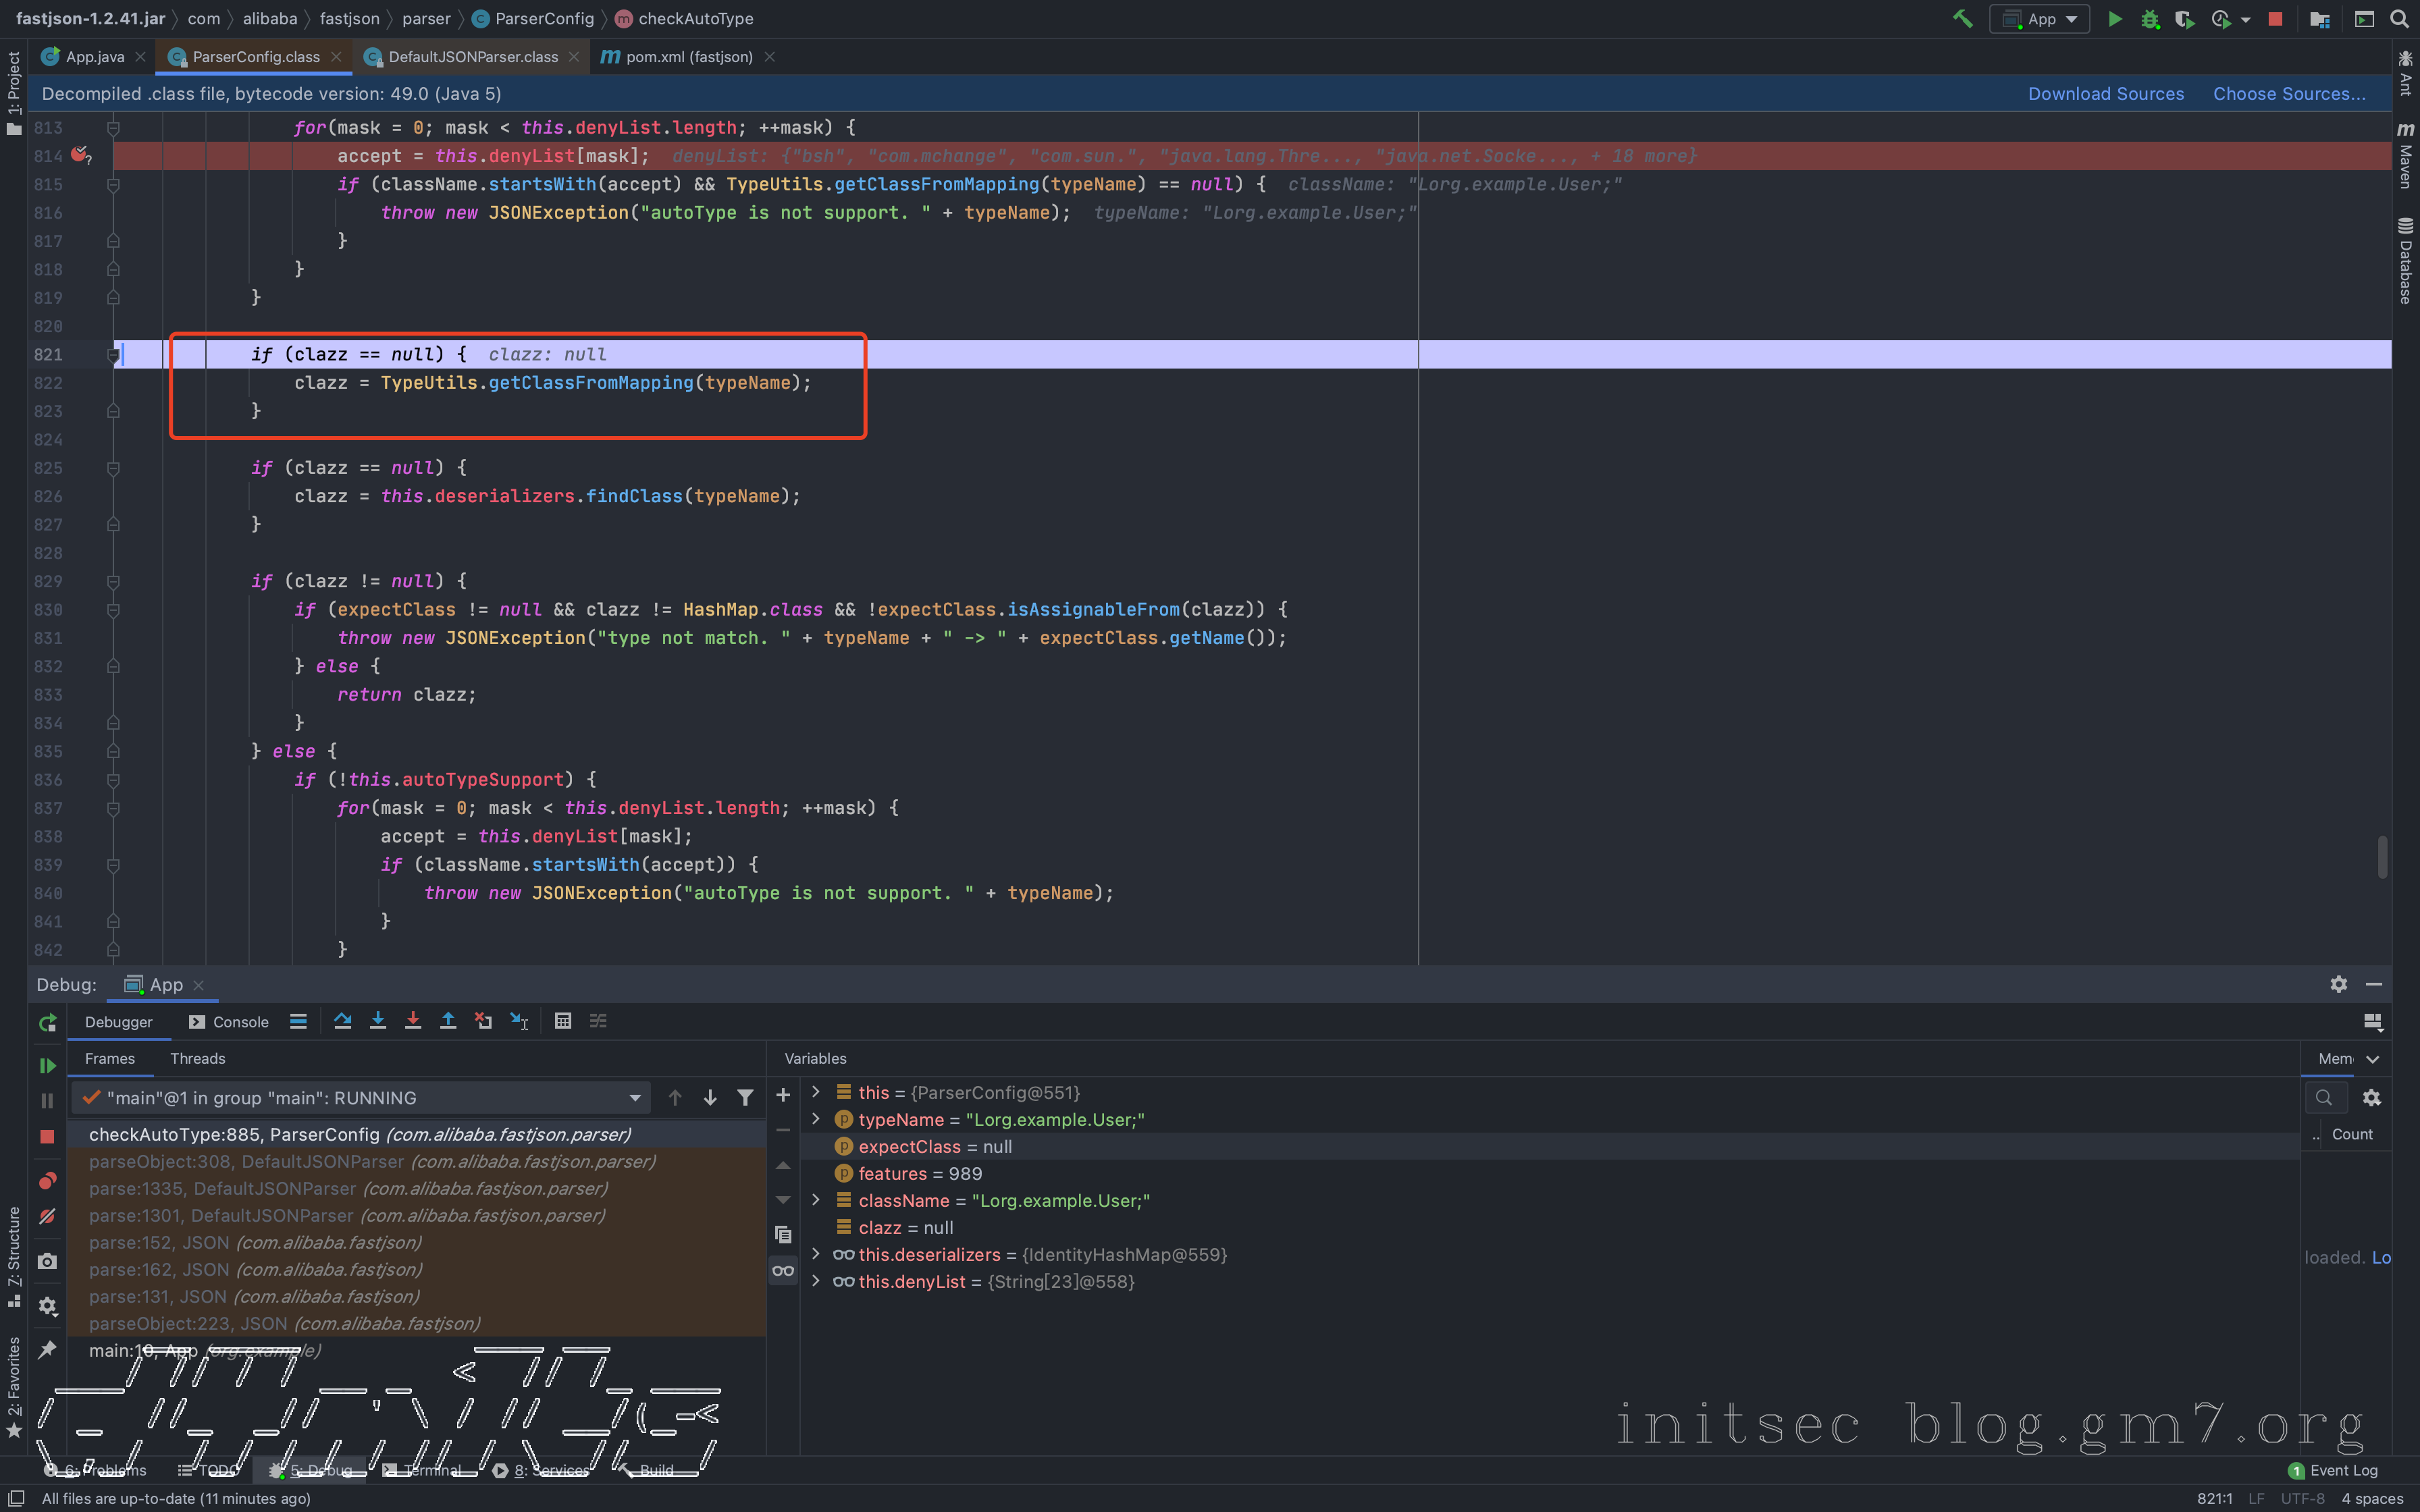 fastjson-1.2.41.jar 〉 com 〉 alibaba 〉 fastjson 〉 parser 〉 ParserConfig 〉 checkAutoType
App
App.java
ParserConfig.class
DefaultJSONParser.class
pom.xml (fastjson)
Decompiled .class file, bytecode version: 49.0 (Java 5)
Download Sources
Choose Sources...
1: Project
7: Structure
2: Favorites
Ant
Maven
Database
813 for(mask = 0; mask < this.denyList.length; ++mask) {
814 accept = this.denyList[mask]; denyList: {"bsh", "com.mchange", "com.sun.", "java.lang.Thre..., "java.net.Socke..., + 18 more}
815 if (className.startsWith(accept) && TypeUtils.getClassFromMapping(typeName) == null) { className: "Lorg.example.User;"
816 throw new JSONException("autoType is not support. " + typeName); typeName: "Lorg.example.User;"
817 }
818 }
819 }
820
821 if (clazz == null) { clazz: null
822 clazz = TypeUtils.getClassFromMapping(typeName);
823 }
824
825 if (clazz == null) {
826 clazz = this.deserializers.findClass(typeName);
827 }
828
829 if (clazz != null) {
830 if (expectClass != null && clazz != HashMap.class && !expectClass.isAssignableFrom(clazz)) {
831 throw new JSONException("type not match. " + typeName + " -> " + expectClass.getName());
832 } else {
833 return clazz;
834 }
835 } else {
836 if (!this.autoTypeSupport) {
837 for(mask = 0; mask < this.denyList.length; ++mask) {
838 accept = this.denyList[mask];
839 if (className.startsWith(accept)) {
840 throw new JSONException("autoType is not support. " + typeName);
841 }
842 }
Debug: App
Debugger
Console
Frames
Threads
"main"@1 in group "main": RUNNING
checkAutoType:885, ParserConfig (com.alibaba.fastjson.parser)
parseObject:308, DefaultJSONParser (com.alibaba.fastjson.parser)
parse:1335, DefaultJSONParser (com.alibaba.fastjson.parser)
parse:1301, DefaultJSONParser (com.alibaba.fastjson.parser)
parse:152, JSON (com.alibaba.fastjson)
parse:162, JSON (com.alibaba.fastjson)
parse:131, JSON (com.alibaba.fastjson)
parseObject:223, JSON (com.alibaba.fastjson)
main:10, App (org.example)
Variables
this = {ParserConfig@551}
typeName = "Lorg.example.User;"
expectClass = null
features = 989
className = "Lorg.example.User;"
clazz = null
this.deserializers = {IdentityHashMap@559}
this.denyList = {String[23]@558}
Mem
.. Count
loaded. Lo
initsec blog.gm7.org
6: Problems
TODO
5: Debug
Terminal
8: Services
Build
1 Event Log
All files are up-to-date (11 minutes ago)
821:1 LF UTF-8 4 spaces